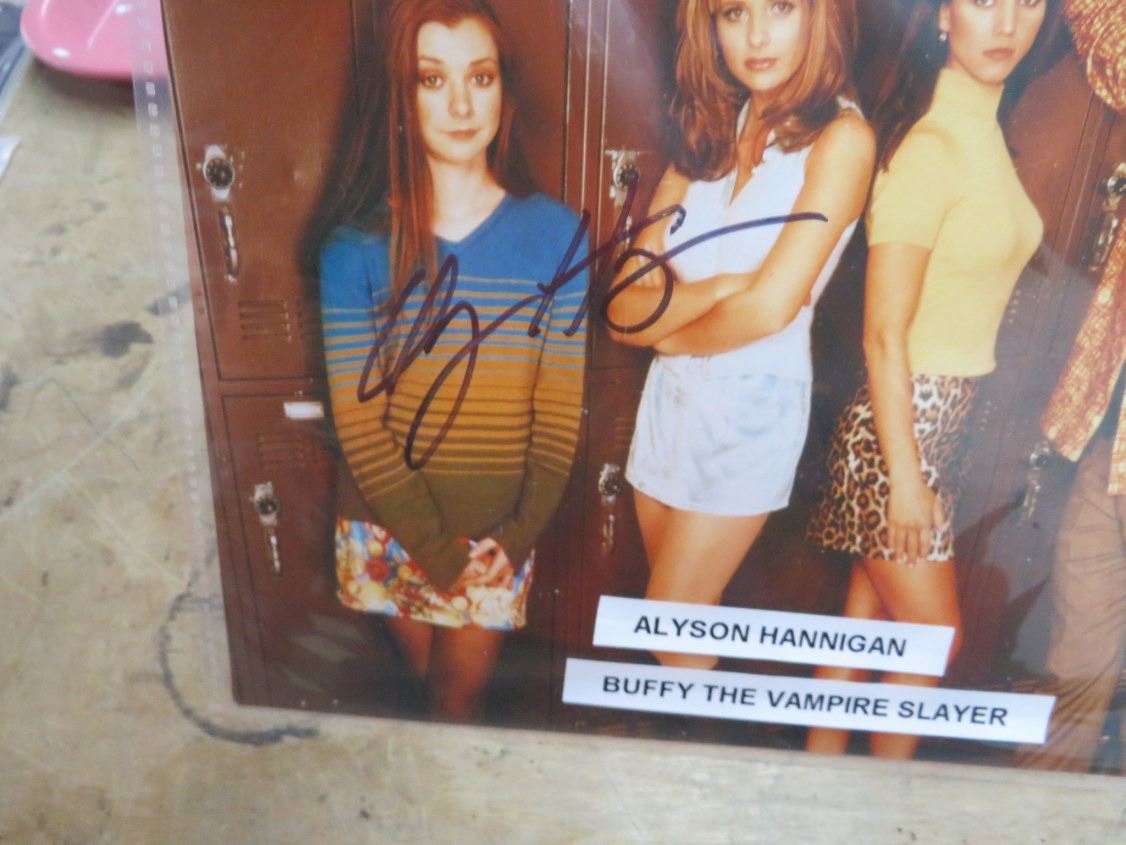 ALYSON HANNIGAN
BUFFY THE VAMPIRE SLAYER